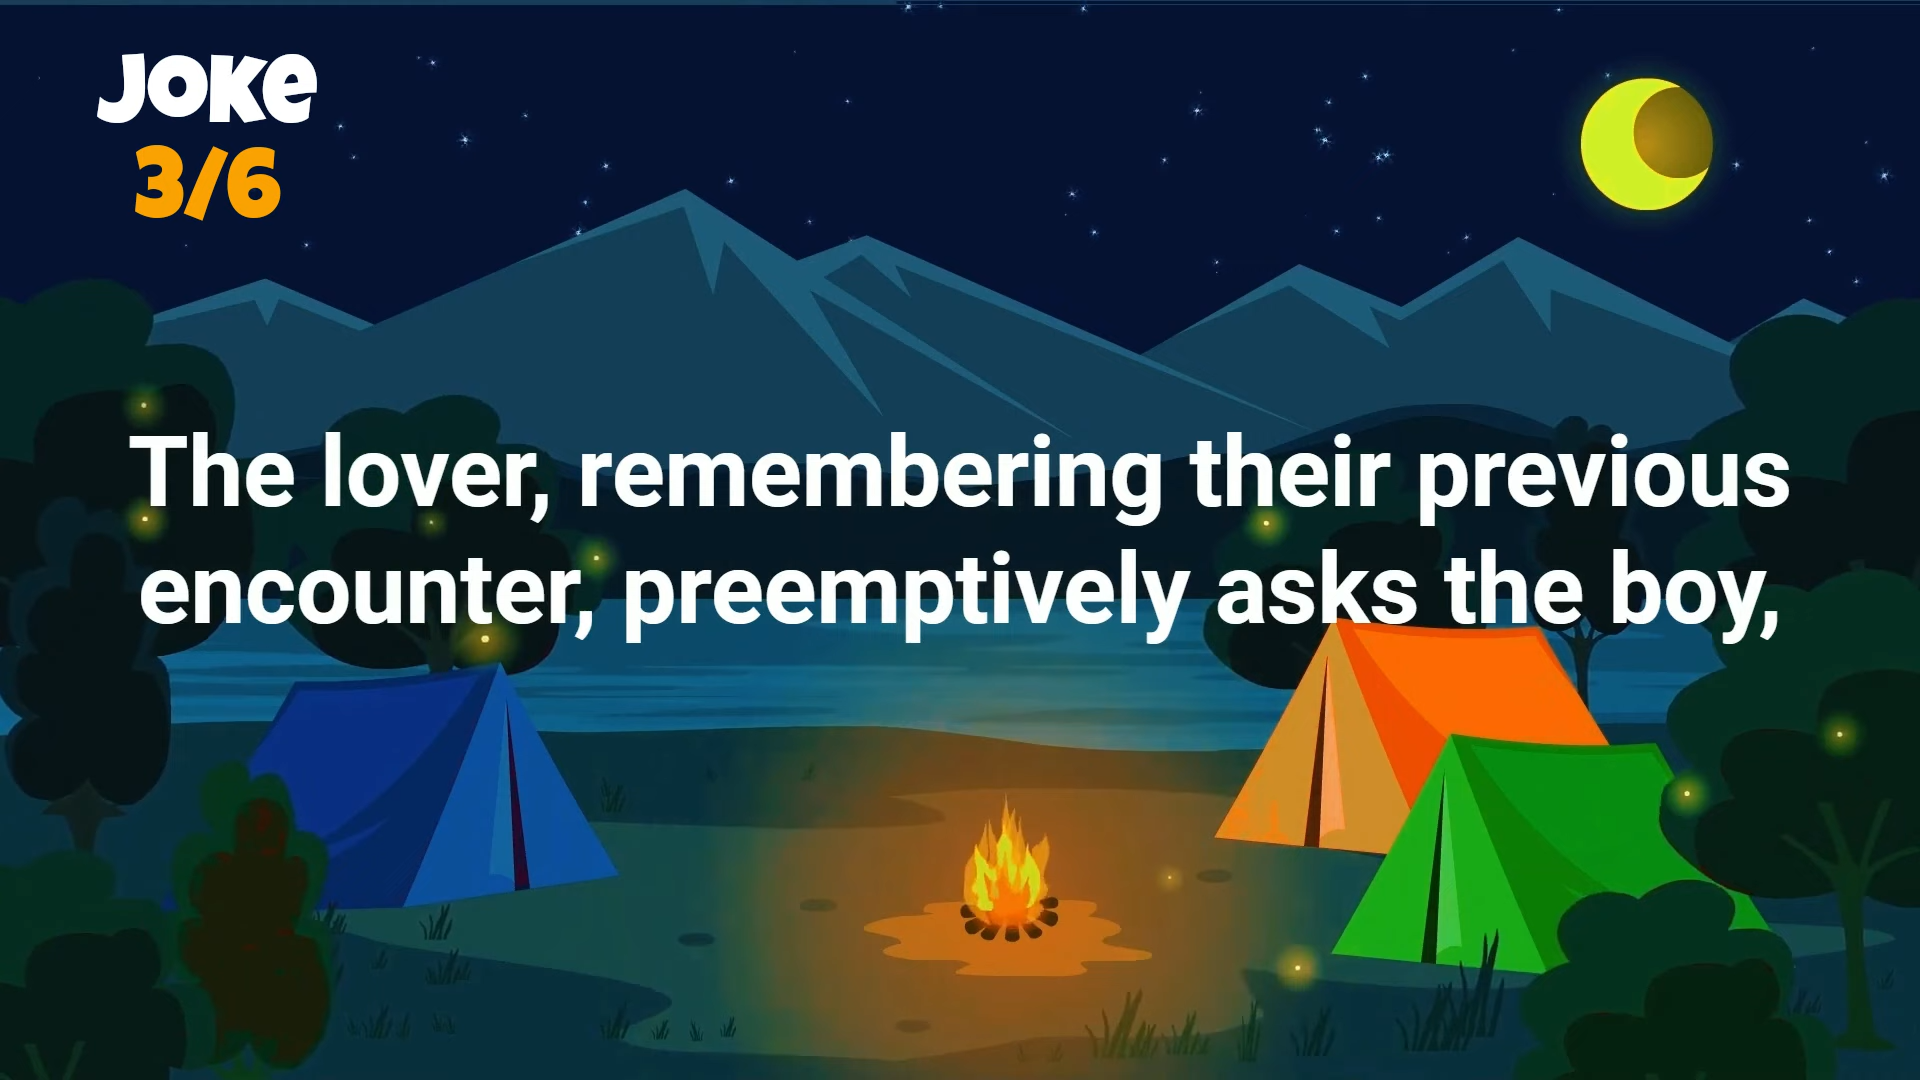 Joke
3/6
The lover, remembering their previous
encounter, preemptively asks the boy,